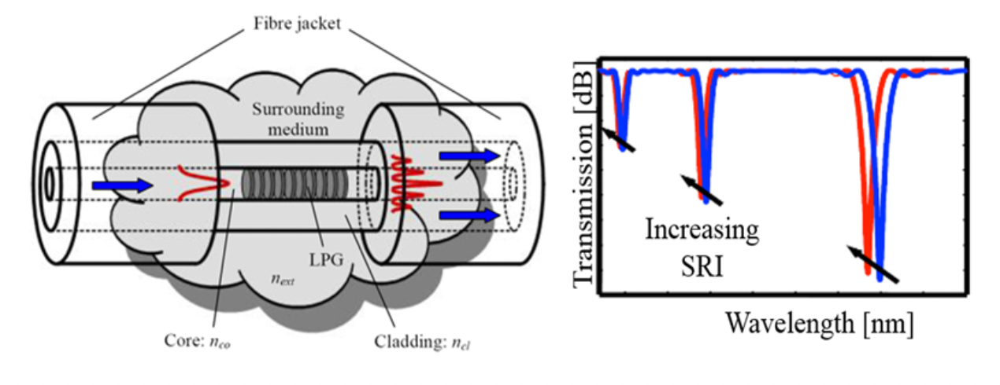 Fibre jacket
Surrounding
medium
LPG
n_ext
Core: n_co
Cladding: n_cl
Transmission [dB]
Increasing
SRI
Wavelength [nm]